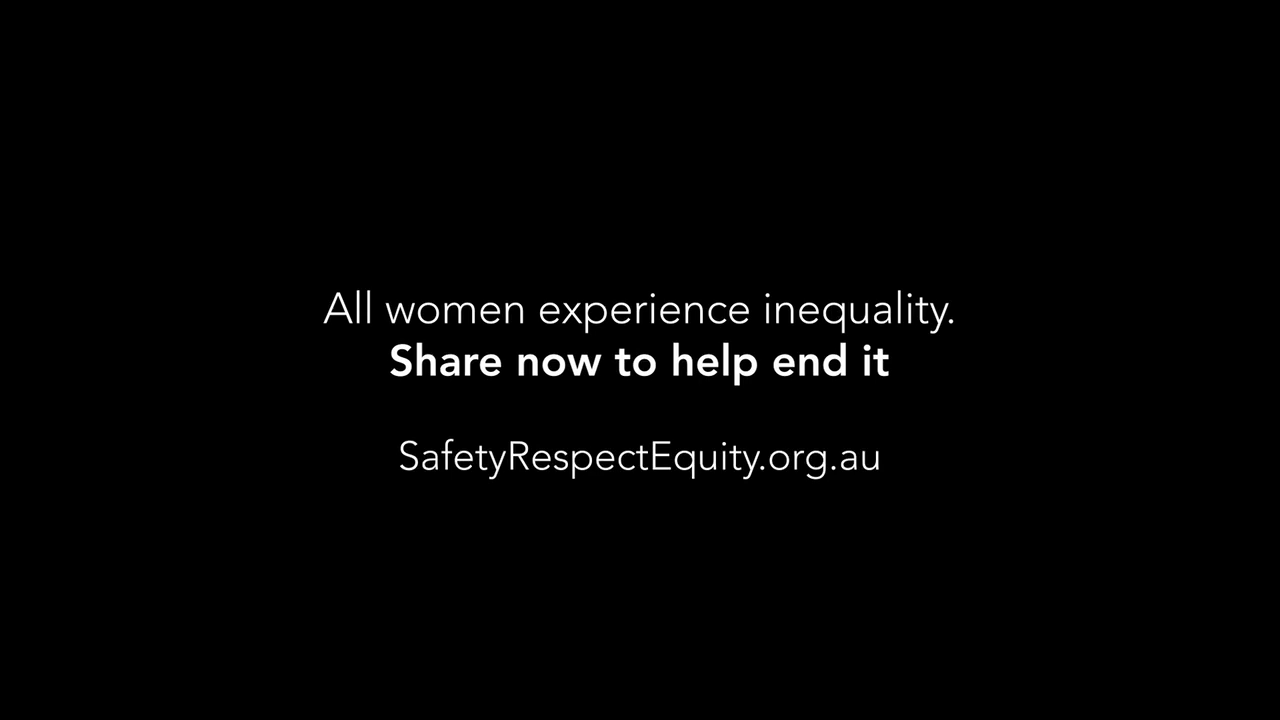 All women experience inequality.
Share now to help end it
SafetyRespectEquity.org.au